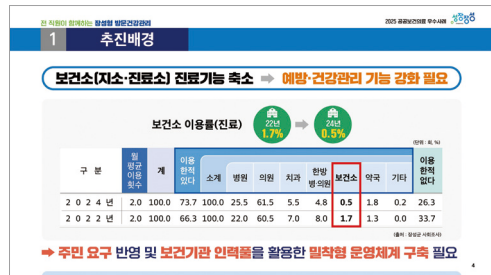 전 직원이 함께하는 장성형 방문건강관리
2025 공공보건의료 우수사례
1 추진배경
보건소(지소·진료소) 진료기능 축소 ➡ 예방·건강관리 기능 강화 필요
보건소 이용률(진료) 22년 1.7% ➡ 24년 0.5%
(단위 : 회, %)
구 분 월평균이용횟수 계 이용한적있다 소계 병원 의원 치과 한방병·의원 보건소 약국 기타 이용한적없다
2 0 2 4 년 2.0 100.0 73.7 100.0 25.5 61.5 5.5 4.8 0.5 1.8 0.2 26.3
2 0 2 2 년 2.0 100.0 66.3 100.0 22.0 60.5 7.0 8.0 1.7 1.3 0.0 33.7
(출처 : 장성군 사회조사)
➡ 주민 요구 반영 및 보건기관 인력풀을 활용한 밀착형 운영체계 구축 필요
4